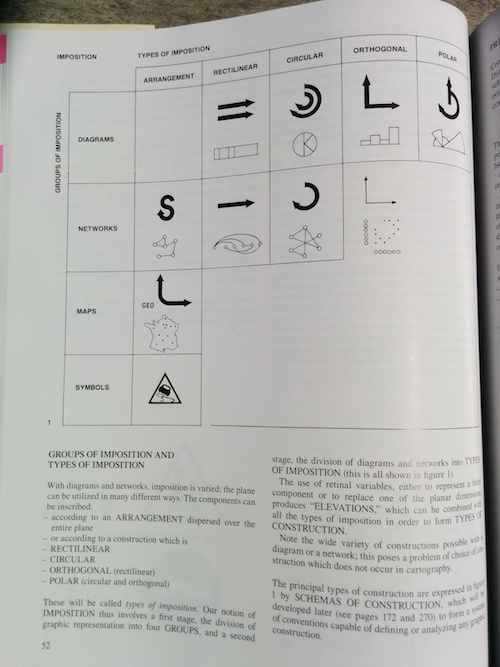 IMPOSITION
TYPES OF IMPOSITION
ARRANGEMENT
RECTILINEAR
CIRCULAR
ORTHOGONAL
POLAR
GROUPS OF IMPOSITION
DIAGRAMS
NETWORKS
MAPS
GEO
SYMBOLS
1
GROUPS OF IMPOSITION AND
TYPES OF IMPOSITION
With diagrams and networks, imposition is varied; the plane
can be utilized in many different ways. The components can
be inscribed:
– according to an ARRANGEMENT dispersed over the
entire plane
– or according to a construction which is
– RECTILINEAR
– CIRCULAR
– ORTHOGONAL (rectilinear)
– POLAR (circular and orthogonal)
These will be called types of imposition. Our notion of
IMPOSITION thus involves a first stage, the division of
graphic representation into four GROUPS, and a second
52
stage, the division of diagrams and networks into TYPES
OF IMPOSITION (this is all shown in figure 1).
The use of retinal variables, either to represent a
component or to replace one of the planar dimensions,
produces “ELEVATIONS,” which can be combined with
all the types of imposition in order to form TYPES OF
CONSTRUCTION.
Note the wide variety of constructions possible with a
diagram or a network; this poses a problem of choice of
struction which does not occur in cartography.
The principal types of construction are expressed in figure
1 by SCHEMAS OF CONSTRUCTION, which will be
developed later (see pages 172 and 270) to form a system
of conventions capable of defining or analyzing any graphic
construction.